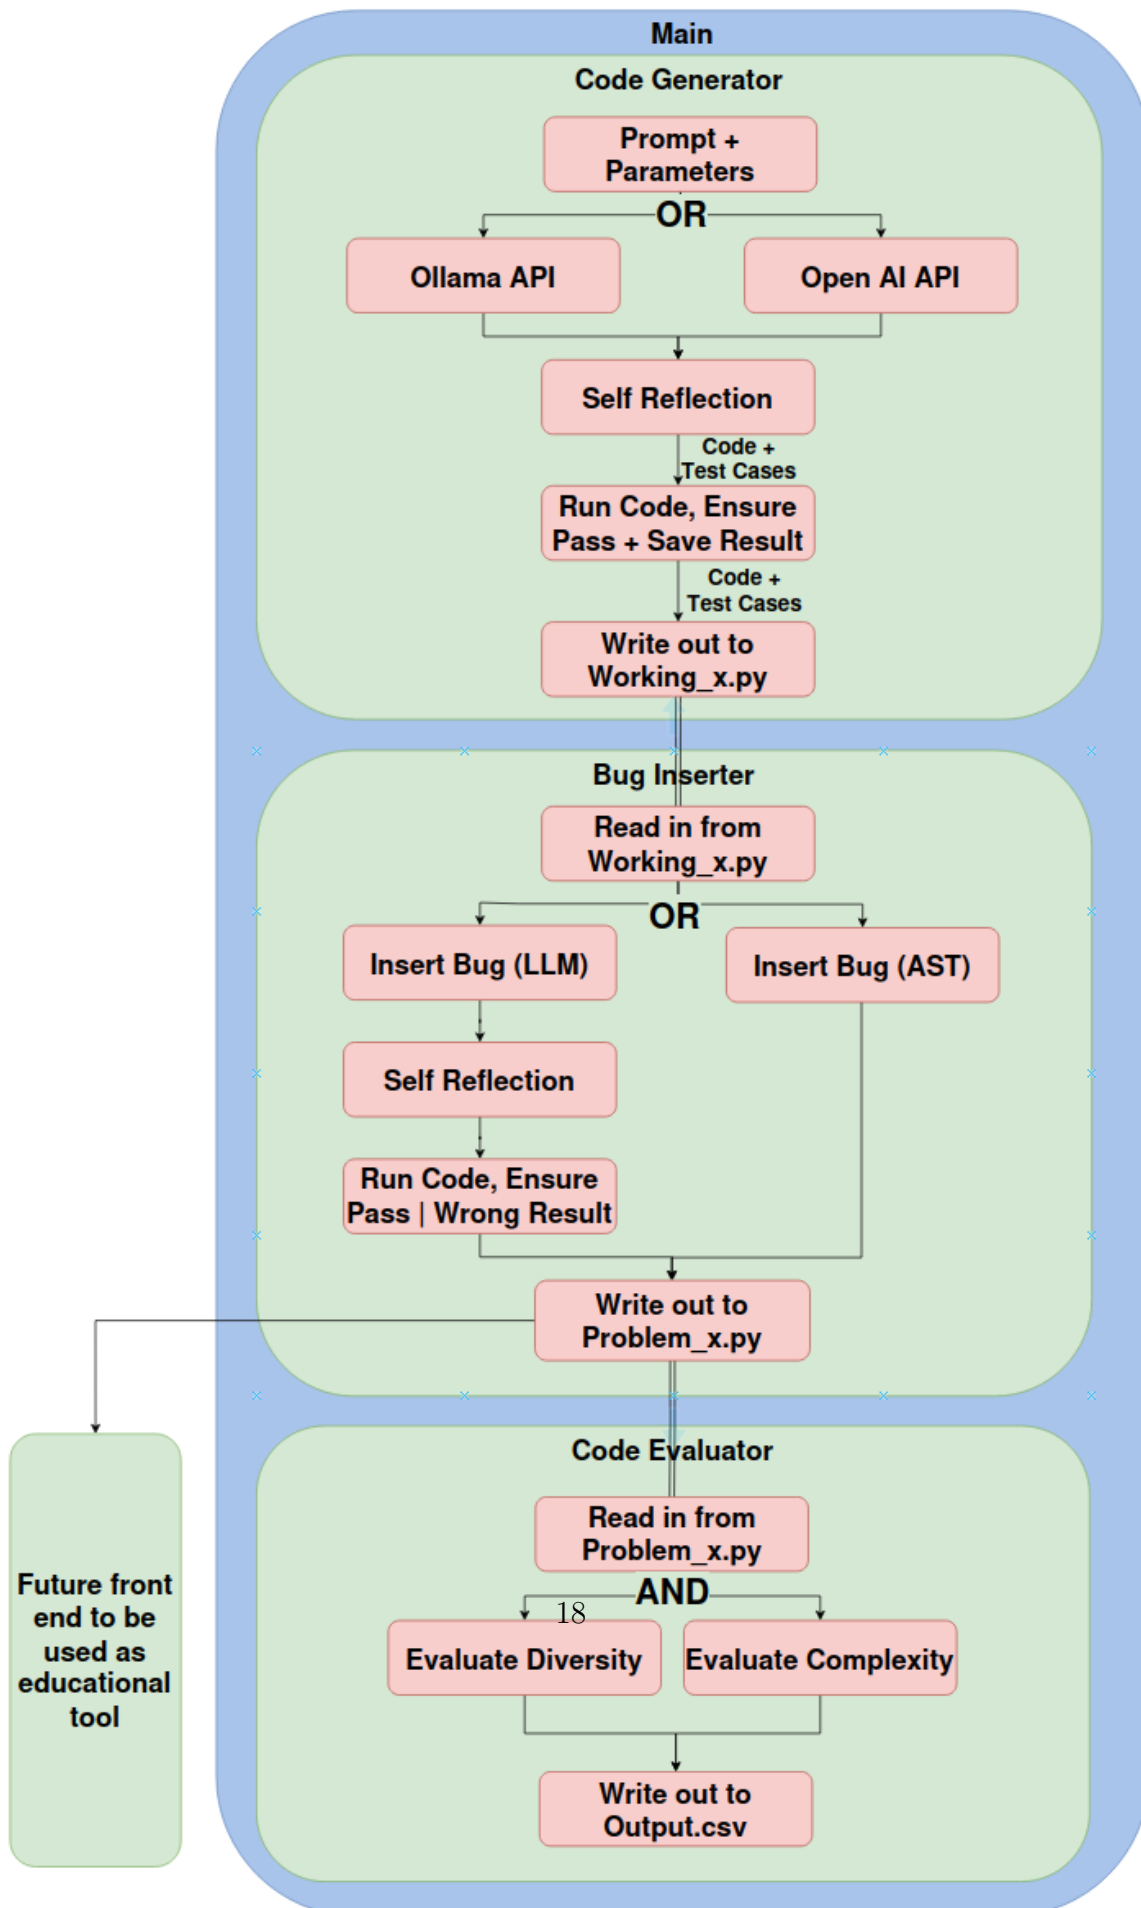 Main
Code Generator
Prompt +
Parameters
OR
Ollama API
Open AI API
Self Reflection
Code +
Test Cases
Run Code, Ensure
Pass + Save Result
Code +
Test Cases
Write out to
Working_x.py
Bug Inserter
Read in from
Working_x.py
OR
Insert Bug (LLM)
Insert Bug (AST)
Self Reflection
Run Code, Ensure
Pass | Wrong Result
Write out to
Problem_x.py
Code Evaluator
Read in from
Problem_x.py
AND
18
Evaluate Diversity
Evaluate Complexity
Write out to
Output.csv
Future front
end to be
used as
educational
tool